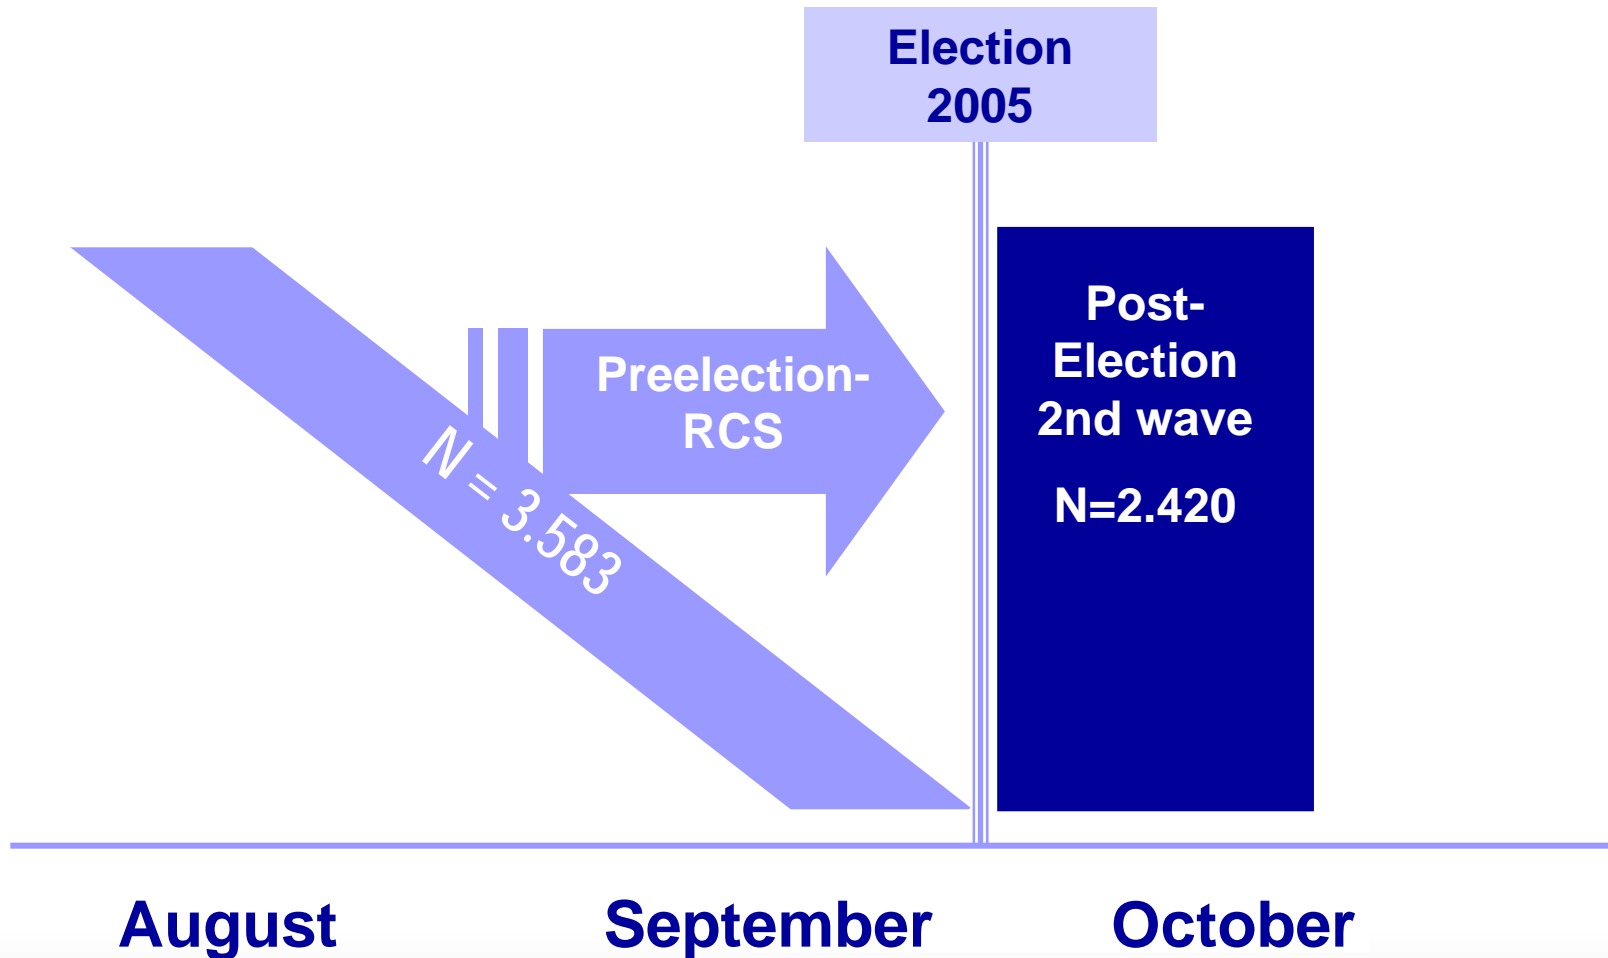 Election
2005
Preelection-
RCS
N = 3.583
Post-
Election
2nd wave
N=2.420
August
September
October